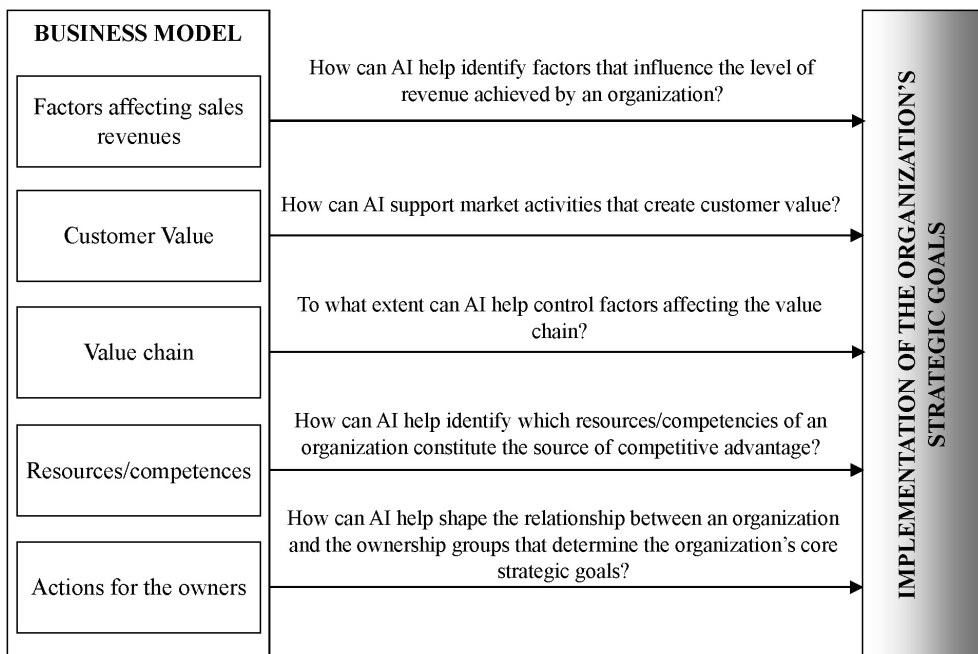 BUSINESS MODEL
Factors affecting sales
revenues
How can AI help identify factors that influence the level of
revenue achieved by an organization?
Customer Value
How can AI support market activities that create customer value?
Value chain
To what extent can AI help control factors affecting the value
chain?
Resources/competences
How can AI help identify which resources/competencies of an
organization constitute the source of competitive advantage?
Actions for the owners
How can AI help shape the relationship between an organization
and the ownership groups that determine the organization's core
strategic goals?
IMPLEMENTATION OF THE ORGANIZATION'S
STRATEGIC GOALS